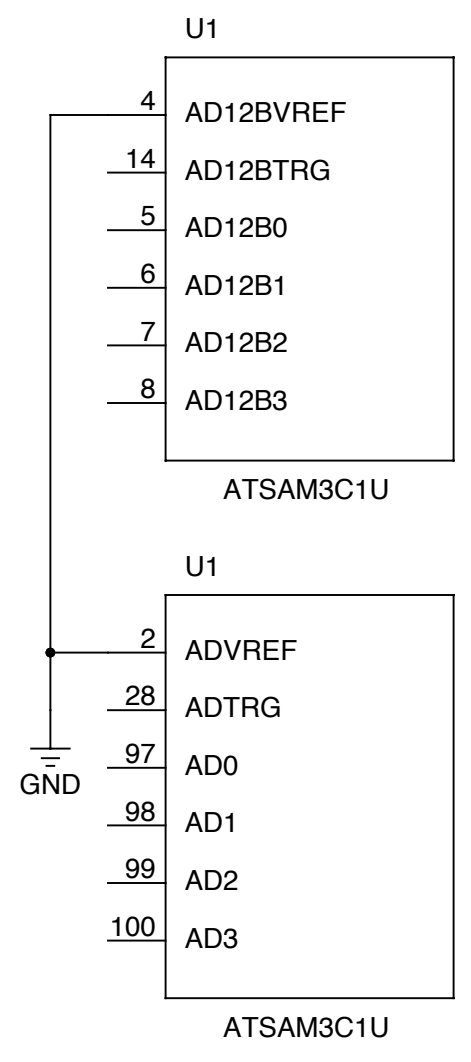 U1
4 AD12BVREF
14 AD12BTRG
5 AD12B0
6 AD12B1
7 AD12B2
8 AD12B3
ATSAM3C1U
U1
2 ADVREF
28 ADTRG
97 AD0
GND
98 AD1
99 AD2
100 AD3
ATSAM3C1U